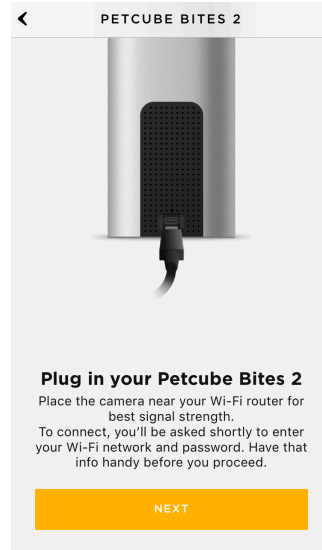 PETCUBE BITES 2
Plug in your Petcube Bites 2
Place the camera near your Wi-Fi router for
best signal strength.
To connect, you'll be asked shortly to enter
your Wi-Fi network and password. Have that
info handy before you proceed.
NEXT